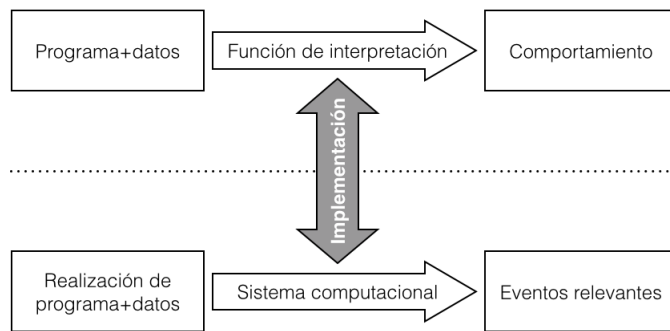 Programa+datos
Función de interpretación
Comportamiento
Implementación
Realización de
programa+datos
Sistema computacional
Eventos relevantes